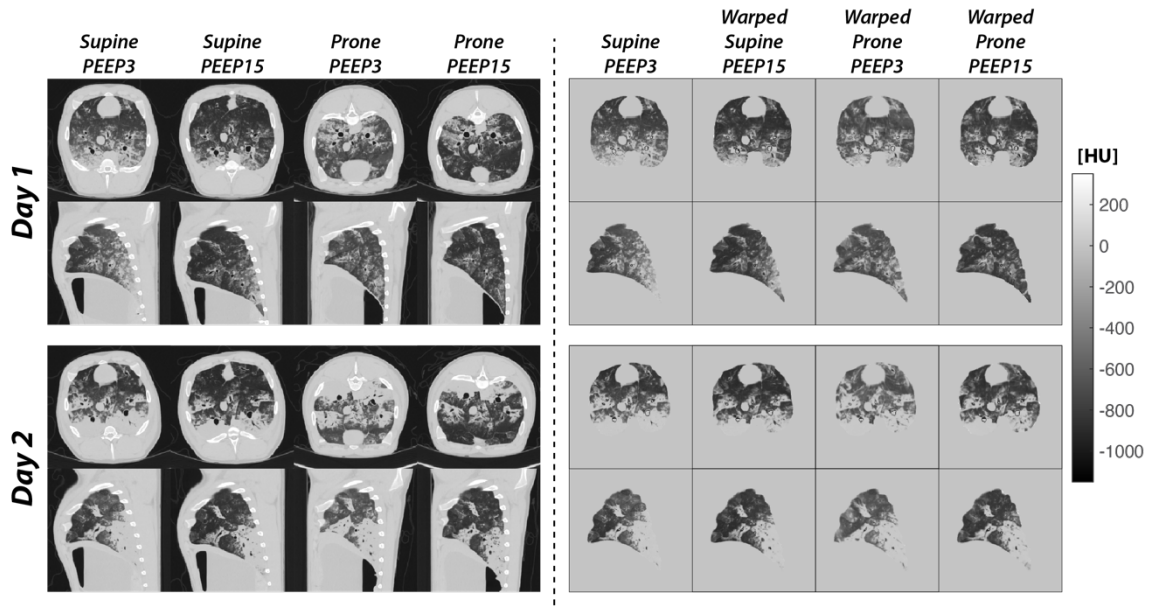 Supine
PEEP3
Supine
PEEP15
Prone
PEEP3
Prone
PEEP15
Supine
PEEP3
Warped
Supine
PEEP15
Warped
Prone
PEEP3
Warped
Prone
PEEP15
Day 1
Day 2
[HU]
200
0
-200
-400
-600
-800
-1000